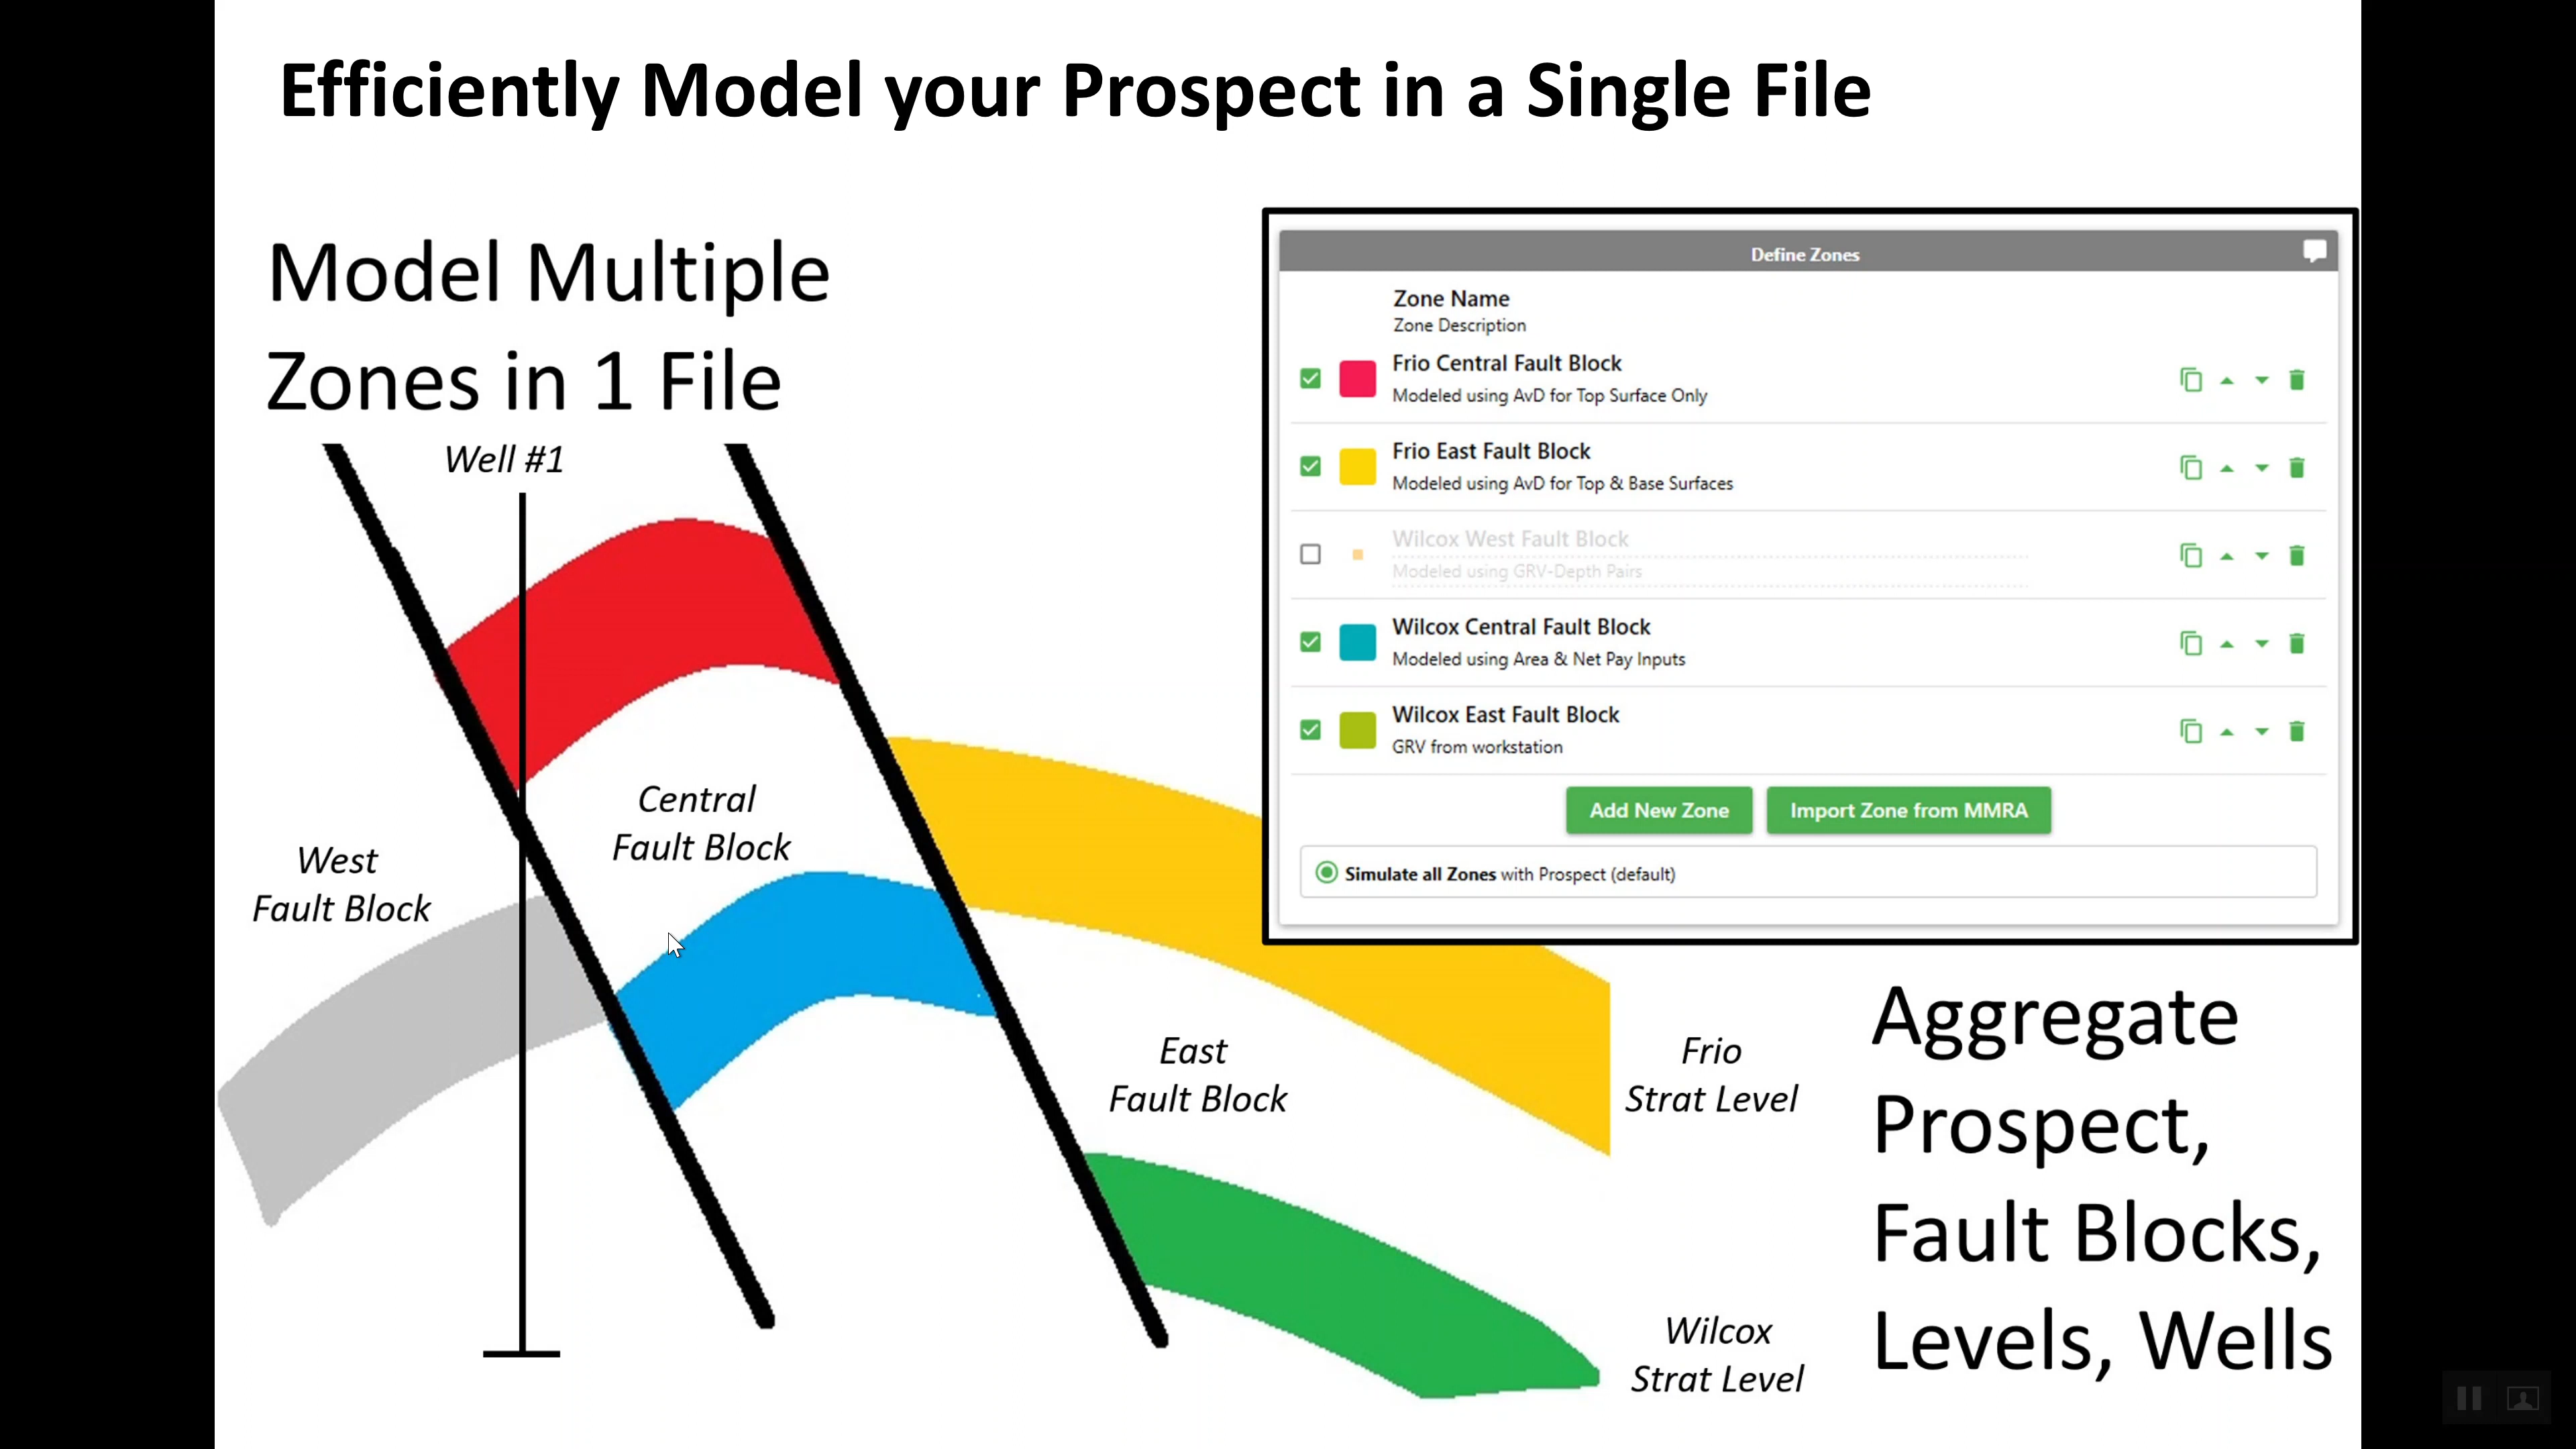 Efficiently Model your Prospect in a Single File
Model Multiple
Zones in 1 File
Well #1
West
Fault Block
Central
Fault Block
East
Fault Block
Frio
Strat Level
Wilcox
Strat Level
Define Zones
Zone Name
Zone Description
Frio Central Fault Block
Modeled using AvD for Top Surface Only
Frio East Fault Block
Modeled using AvD for Top & Base Surfaces
Wilcox West Fault Block
Modeled using GRV-Depth Pairs
Wilcox Central Fault Block
Modeled using Area & Net Pay Inputs
Wilcox East Fault Block
GRV from workstation
Add New Zone
Import Zone from MMRA
Simulate all Zones with Prospect (default)
Aggregate
Prospect,
Fault Blocks,
Levels, Wells